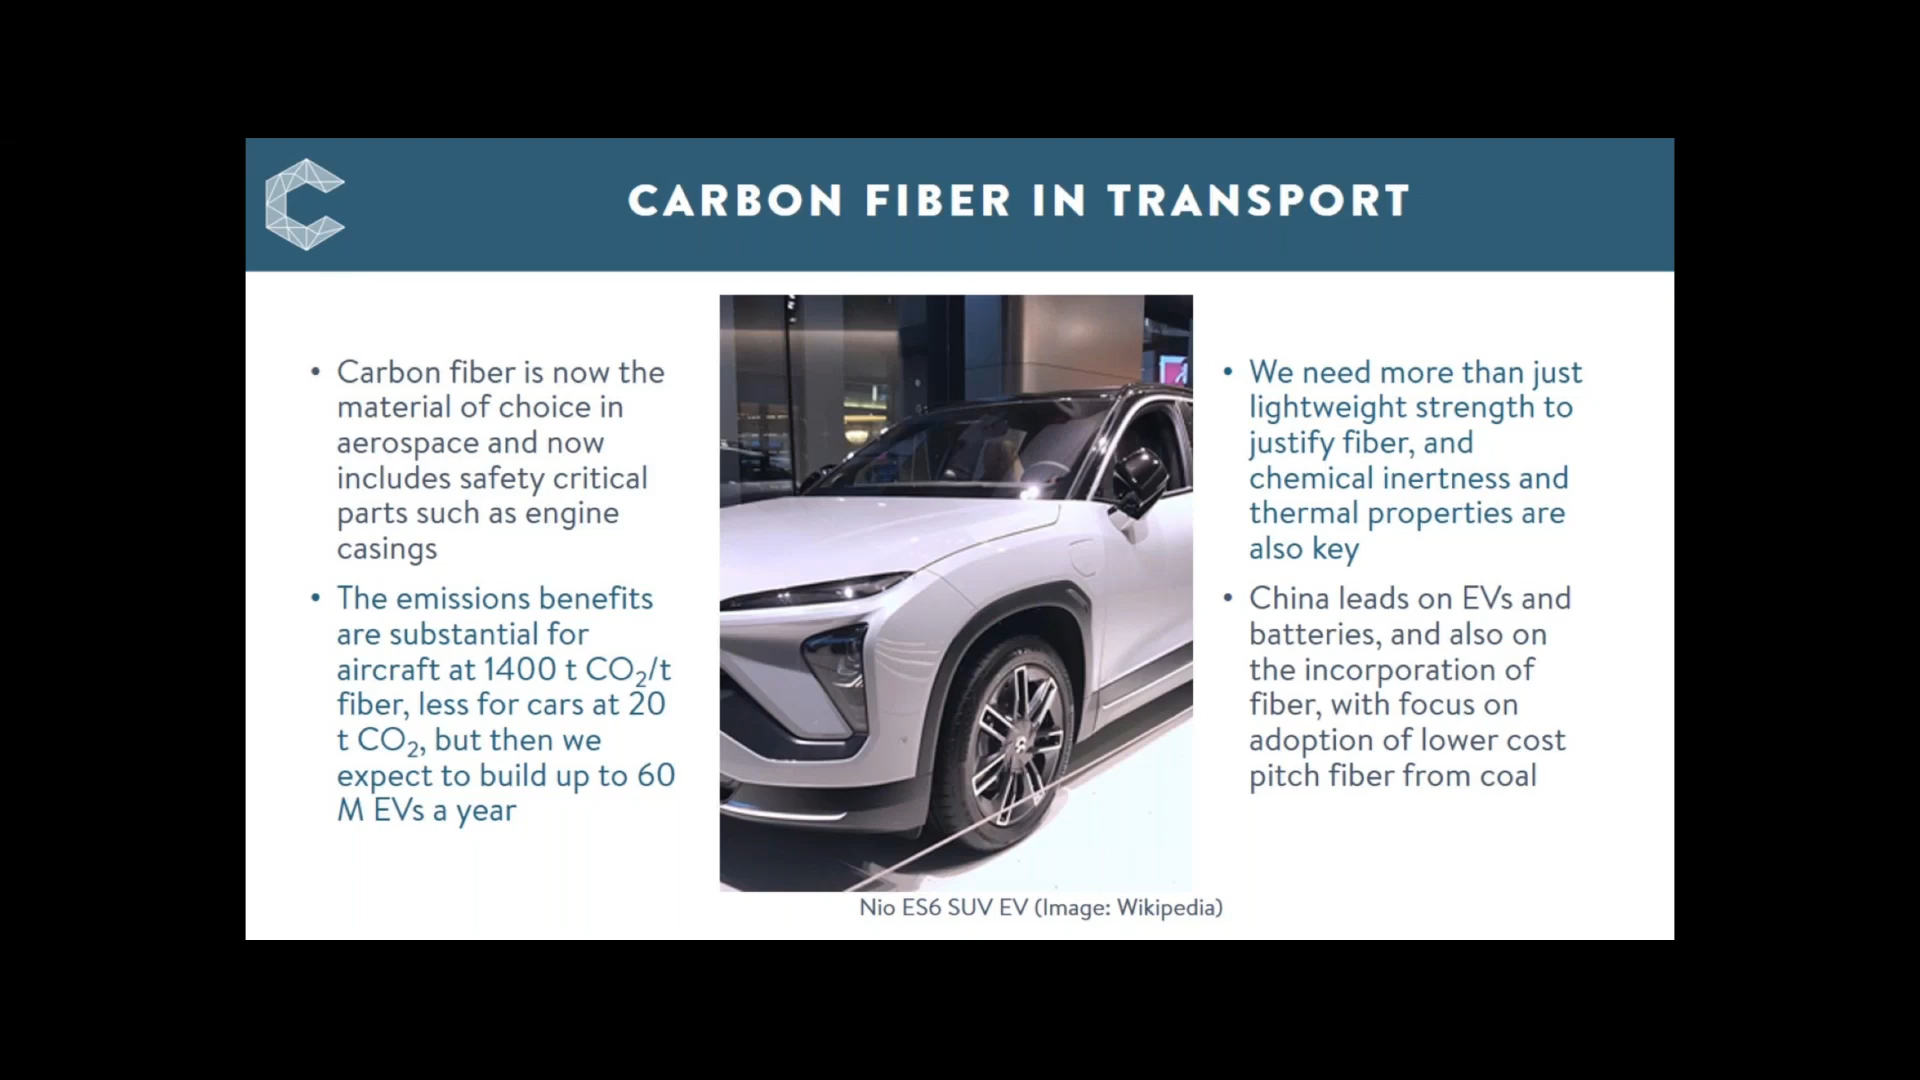 CARBON FIBER IN TRANSPORT
• Carbon fiber is now the
material of choice in
aerospace and now
includes safety critical
parts such as engine
casings
• The emissions benefits
are substantial for
aircraft at 1400 t CO₂/t
fiber, less for cars at 20
t CO₂, but then we
expect to build up to 60
M EVs a year
• We need more than just
lightweight strength to
justify fiber, and
chemical inertness and
thermal properties are
also key
• China leads on EVs and
batteries, and also on
the incorporation of
fiber, with focus on
adoption of lower cost
pitch fiber from coal
Nio ES6 SUV EV (Image: Wikipedia)